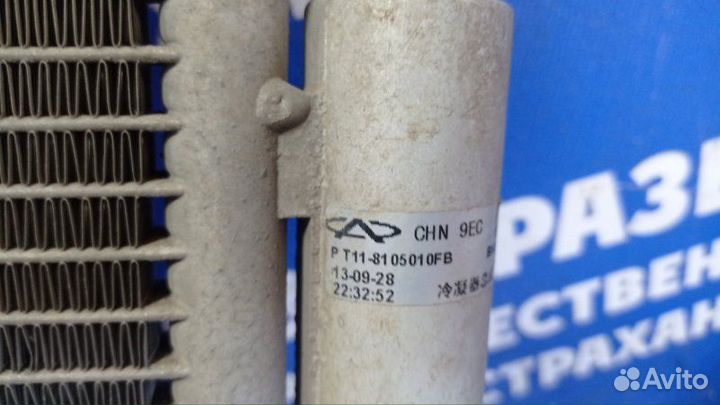 CHN 9EC
P T11-8105010FB
13-09-28
22:32:52 冷凝器
РАЗБ
ЕСТВЕН
СТРАХАН
Avito